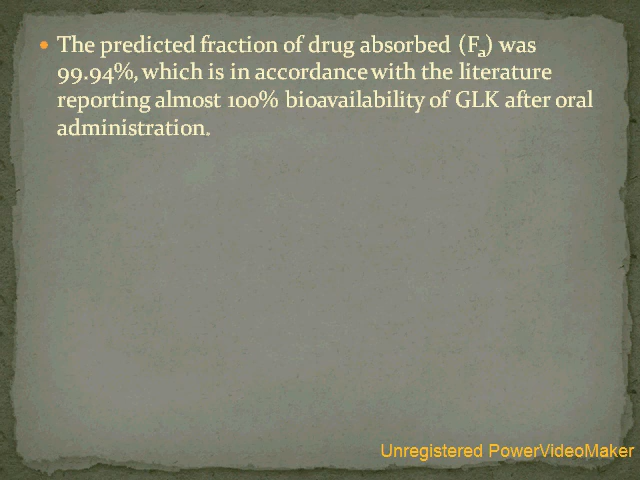 The predicted fraction of drug absorbed (Fa) was
99.94%, which is in accordance with the literature
reporting almost 100% bioavailability of GLK after oral
administration.
Unregistered PowerVideoMaker